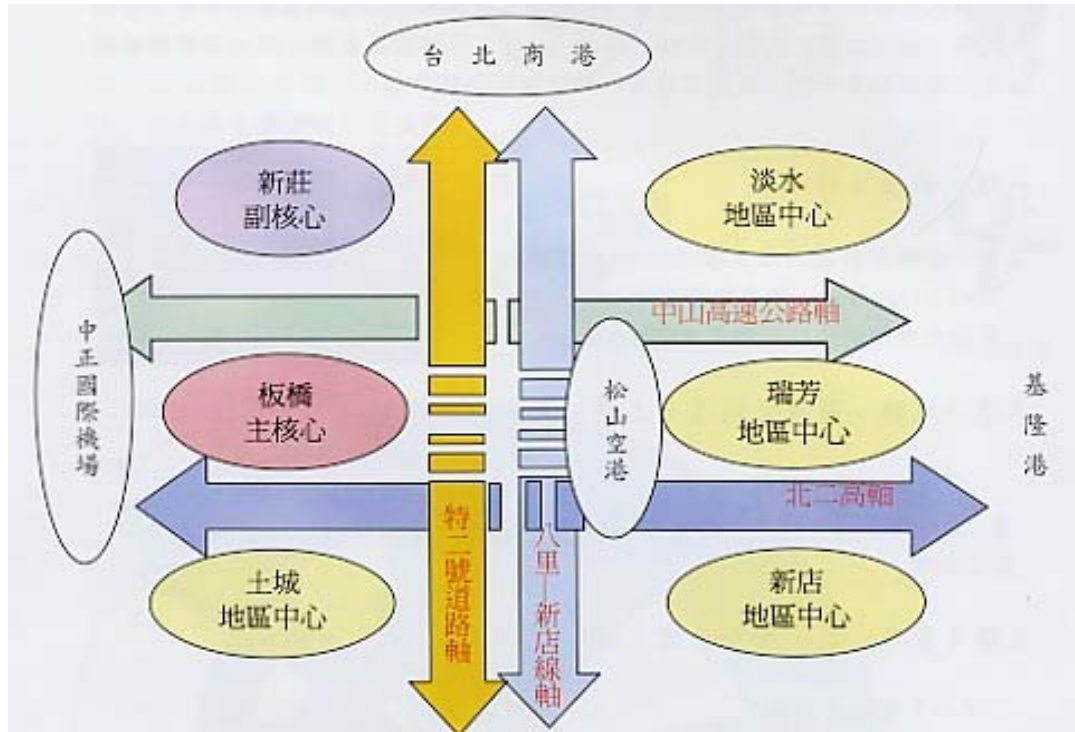 台北商港
新莊
副核心
淡水
地區中心
中正國際機場
中山高速公路軸
板橋
主核心
松山空港
瑞芳
地區中心
基隆港
北二高軸
特二號道路軸
八里－新店線軸
土城
地區中心
新店
地區中心